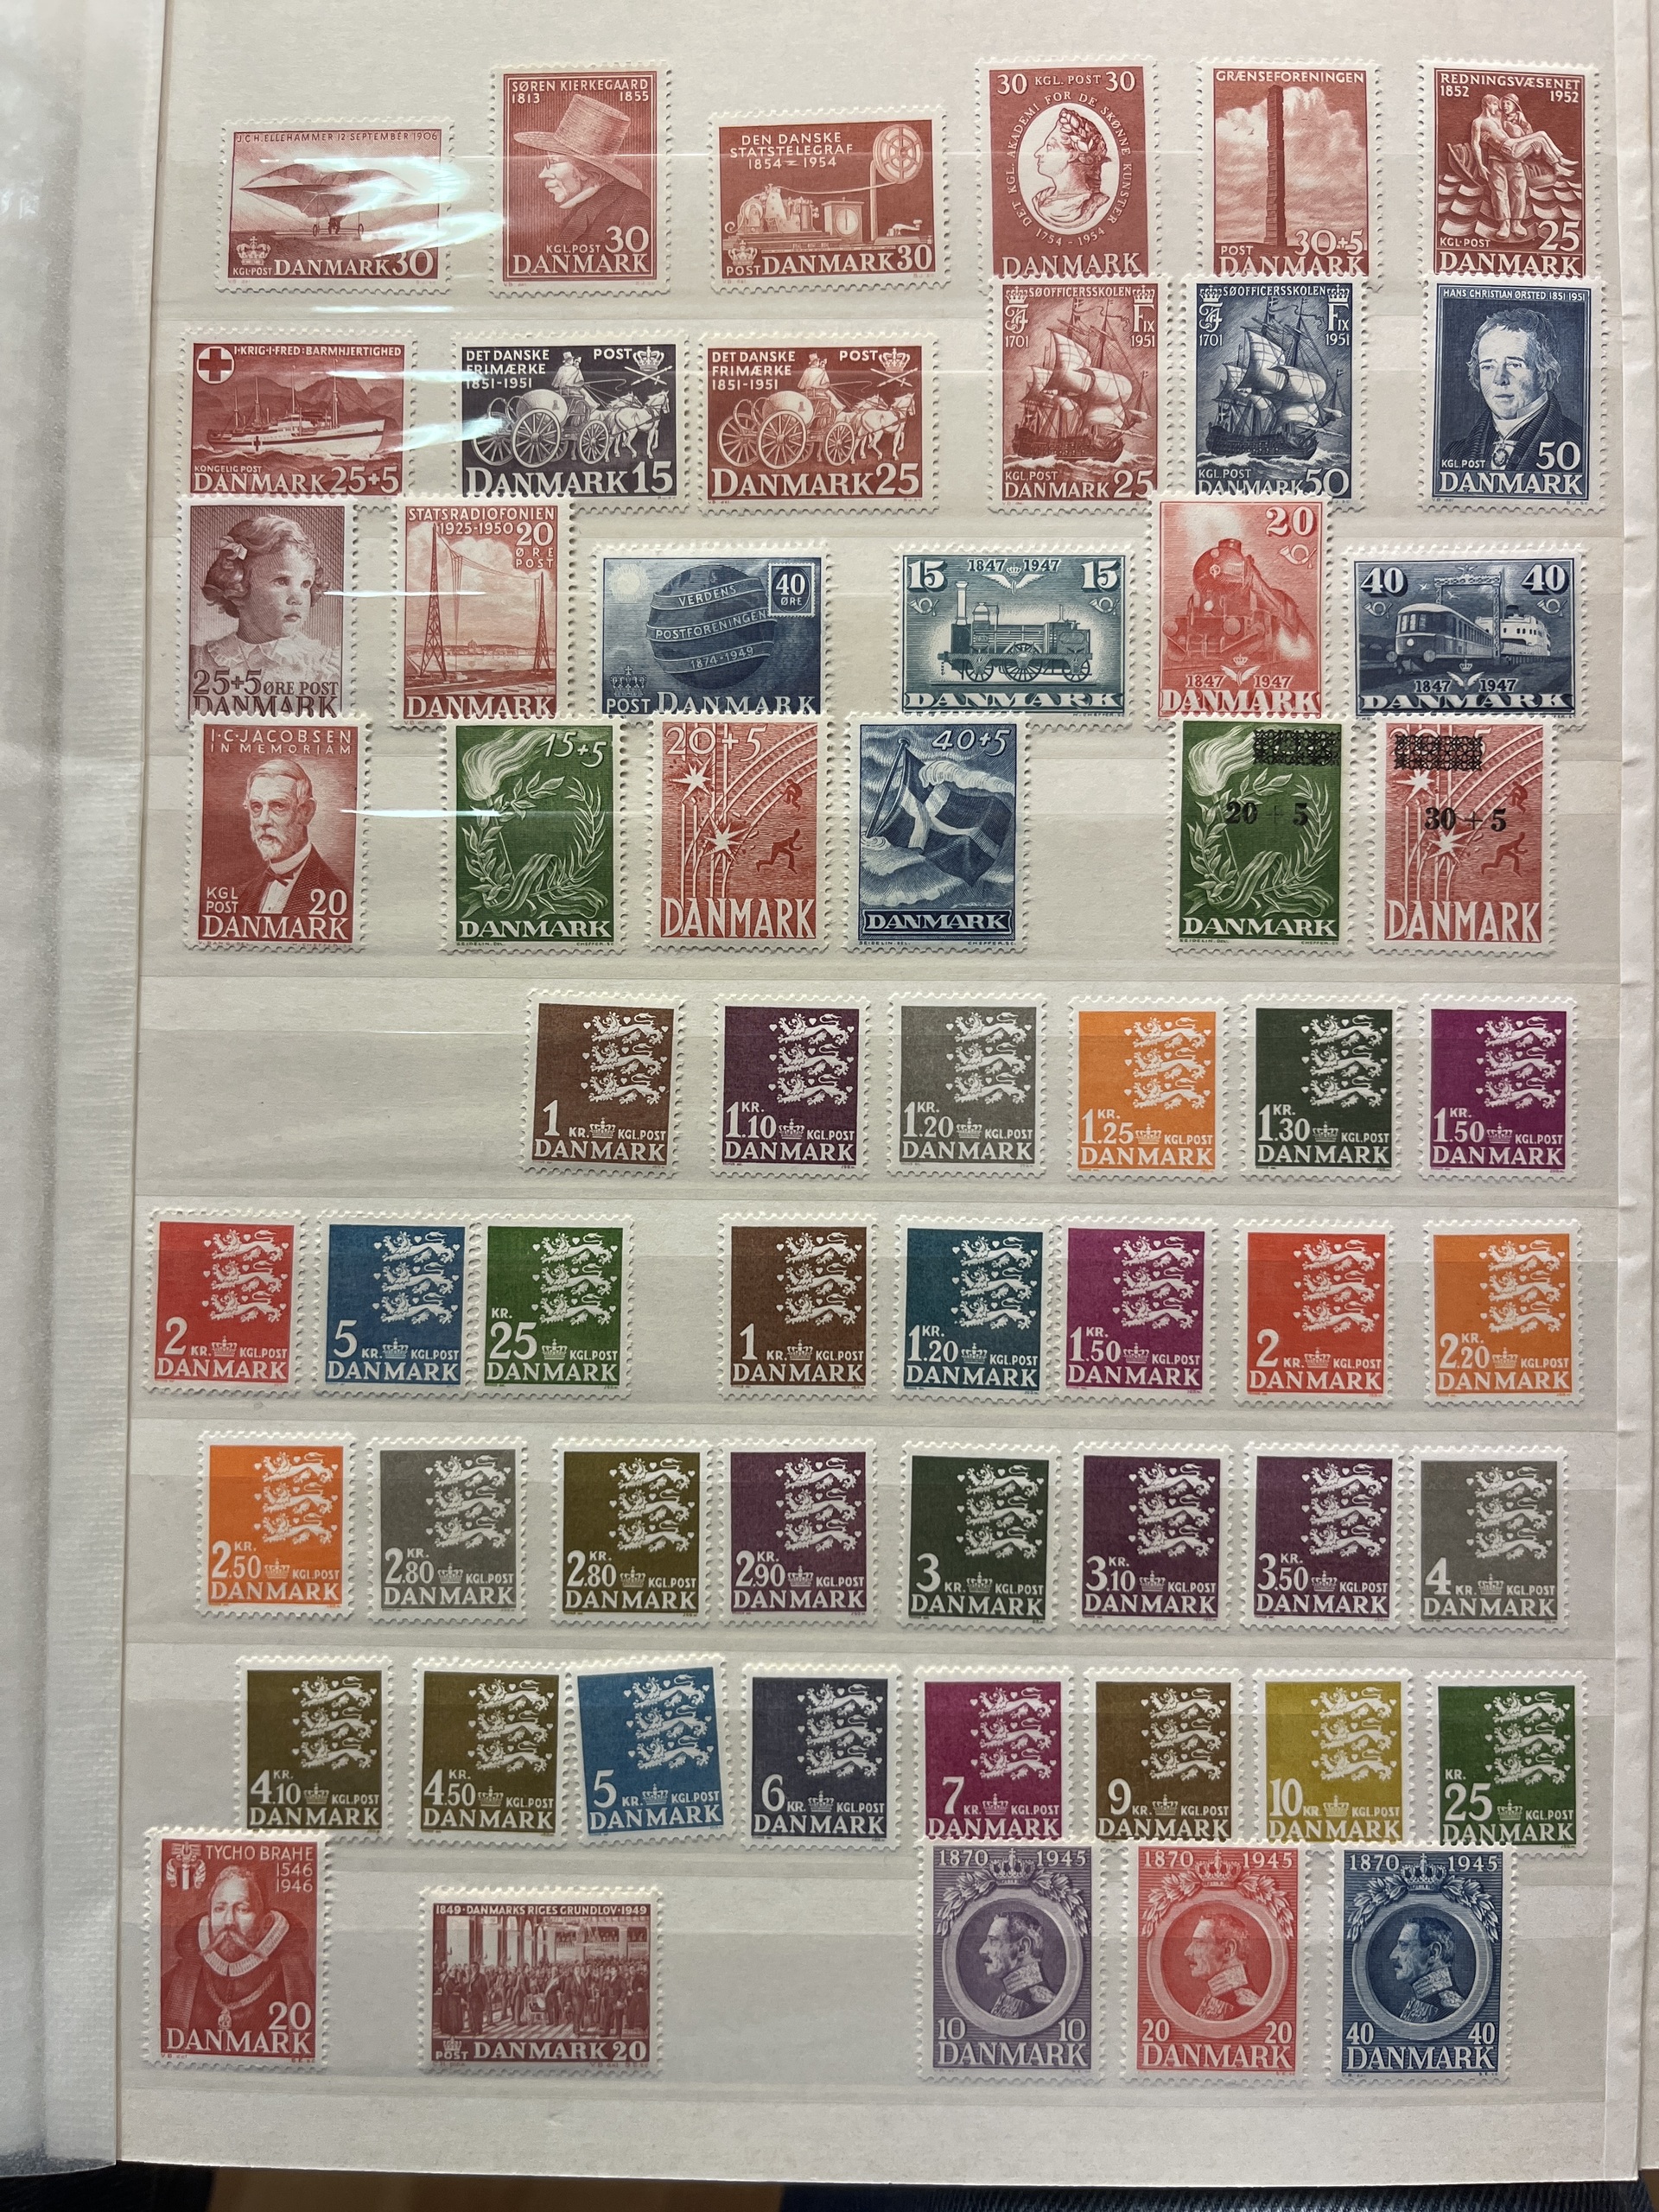 J.C.H. ELLEHAMMER 12·SEPTEMBER 1906
KGL·POST DANMARK 30
SØREN KIERKEGAARD
1813 1855
KGL.POST 30
DANMARK
DEN DANSKE
STATSTELEGRAF
1854-1954
POST DANMARK 30
30 KGL. POST 30
DET KGL. AKADEMI FOR DE SKØNNE KUNSTER
1754 - 1954
DANMARK
GRÆNSEFORENINGEN
POST 30+5
DANMARK
REDNINGSVÆSENET
1852 1952
KGL·POST 25
DANMARK
I·KRIG·I·FRED:BARMHJERTIGHED
KONGELIG POST
DANMARK 25+5
DET DANSKE POST
FRIMÆRKE
1851-1951
DANMARK 15
DET DANSKE POST
FRIMÆRKE
1851-1951
DANMARK 25
SØOFFICERSSKOLEN
F IX
1701 1951
KGL.POST 25
DANMARK
SØOFFICERSSKOLEN
F IX
1701 1951
KGL.POST 50
DANMARK
HANS CHRISTIAN ØRSTED 1851 1951
KGL.POST 50
DANMARK
25+5 ØRE POST
DANMARK
STATSRADIOFONIEN
1925-1950 20
ØRE
POST
DANMARK
40
ØRE
VERDENS
POSTFORENINGEN
1874-1949
POST DANMARK
15 1847 1947 15
DANMARK
20
1847 1947
DANMARK
40 40
1847 1947
DANMARK
I·C·JACOBSEN
IN MEMORIAM
KGL
POST 20
DANMARK
15+5
DANMARK
20+5
DANMARK
40+5
DANMARK
20 + 5
DANMARK
30 + 5
DANMARK
1 KR. KGL.POST
DANMARK
1.10 KR. KGL.POST
DANMARK
1.20 KR. KGL.POST
DANMARK
1.25 KR. KGL.POST
DANMARK
1.30 KR. KGL.POST
DANMARK
1.50 KR. KGL.POST
DANMARK
2 KR. KGL.POST
DANMARK
5 KR. KGL.POST
DANMARK
KR.
25 KGL.POST
DANMARK
1 KR. KGL.POST
DANMARK
1.20 KR. KGL.POST
DANMARK
1.50 KR. KGL.POST
DANMARK
2 KR. KGL.POST
DANMARK
2.20 KR. KGL.POST
DANMARK
2.50 KR. KGL.POST
DANMARK
2.80 KR. KGL.POST
DANMARK
2.80 KR. KGL.POST
DANMARK
2.90 KR. KGL.POST
DANMARK
3 KR. KGL.POST
DANMARK
3.10 KR. KGL.POST
DANMARK
3.50 KR. KGL.POST
DANMARK
4 KR. KGL.POST
DANMARK
4.10 KR. KGL.POST
DANMARK
4.50 KR. KGL.POST
DANMARK
5 KR. KGL.POST
DANMARK
6 KR. KGL.POST
DANMARK
7 KR. KGL.POST
DANMARK
9 KR. KGL.POST
DANMARK
10 KR. KGL.POST
DANMARK
KR.
25 KGL.POST
DANMARK
TYCHO BRAHE
1546
1946
20
DANMARK
1849·DANMARKS RIGES GRUNDLOV·1949
POST DANMARK 20
1870 1945
10 10
DANMARK
1870 1945
20 20
DANMARK
1870 1945
40 40
DANMARK